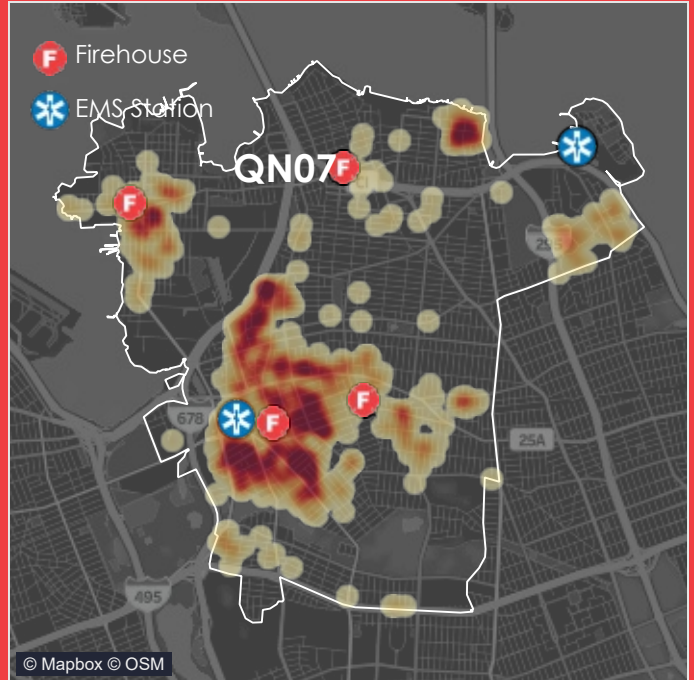 F Firehouse
EMS Station
QN07 F
F
295
F
678 F
25A
495
© Mapbox © OSM